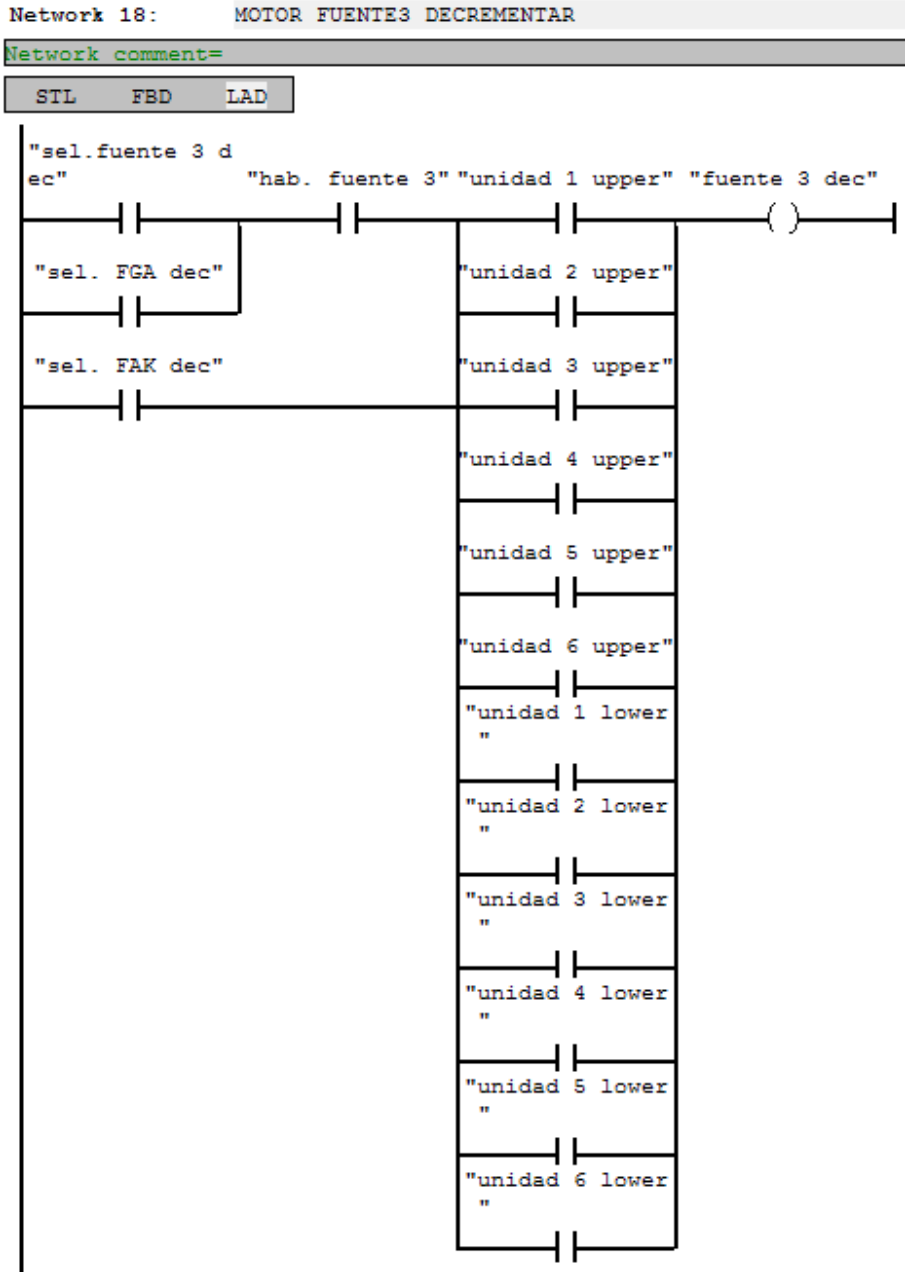 Network 18: MOTOR FUENTE3 DECREMENTAR
Network comment=
STL FBD LAD
"sel.fuente 3 d
ec" "hab. fuente 3" "unidad 1 upper" "fuente 3 dec"
"sel. FGA dec" "unidad 2 upper"
"sel. FAK dec" "unidad 3 upper"
"unidad 4 upper"
"unidad 5 upper"
"unidad 6 upper"
"unidad 1 lower
"
"unidad 2 lower
"
"unidad 3 lower
"
"unidad 4 lower
"
"unidad 5 lower
"
"unidad 6 lower
"